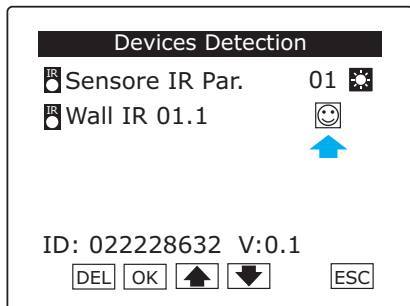 Devices Detection
IR Sensore IR Par. 01
IR Wall IR 01.1
ID: 022228632 V:0.1
DEL OK ESC